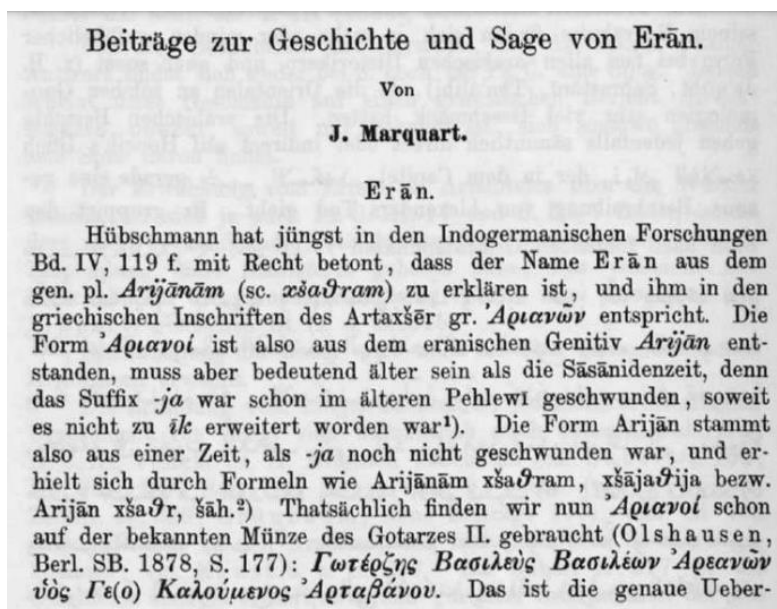 Beiträge zur Geschichte und Sage von Erān.
Von
J. Marquart.
Erān.
Hübschmann hat jüngst in den Indogermanischen Forschungen
Bd. IV, 119 f. mit Recht betont, dass der Name Erān aus dem
gen. pl. Arijānām (sc. xšaϑram) zu erklären ist, und ihm in den
griechischen Inschriften des Artaxšēr gr. Ἀριανῶν entspricht. Die
Form Ἀριανοί ist also aus dem eranischen Genitiv Arijān ent-
standen, muss aber bedeutend älter sein als die Sāsānidenzeit, denn
das Suffix -ja war schon im älteren Pehlewī geschwunden, soweit
es nicht zu īk erweitert worden war¹). Die Form Arijān stammt
also aus einer Zeit, als -ja noch nicht geschwunden war, und er-
hielt sich durch Formeln wie Arijānām xšaϑram, xšājaϑija bezw.
Arijān xšaϑr, šāh.²) Thatsächlich finden wir nun Ἀριανοί schon
auf der bekannten Münze des Gotarzes II. gebraucht (Olshausen,
Berl. SB. 1878, S. 177): Γωτέρζης Βασιλεὺς Βασιλέων Ἀρεανῶν
ὑὸς Γε(ο) Καλούμενος Ἀρταβάνου. Das ist die genaue Ueber-